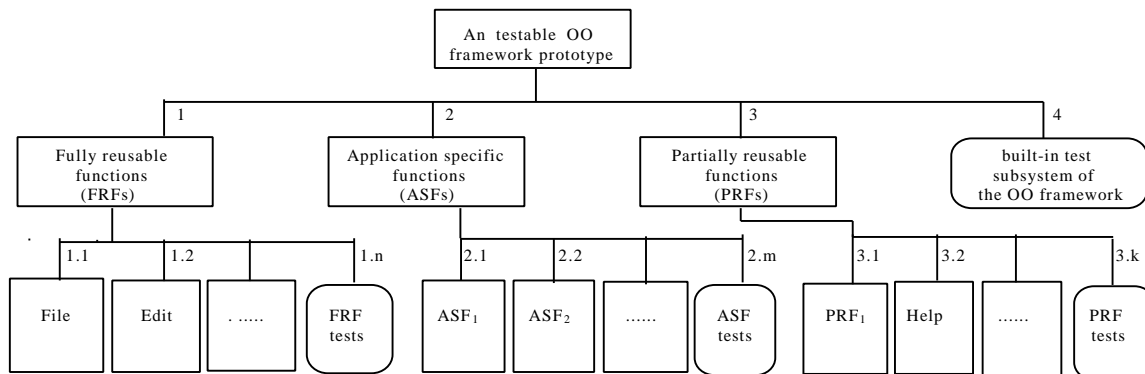 An testable OO
framework prototype
1
2
3
4
Fully reusable
functions
(FRFs)
Application specific
functions
(ASFs)
Partially reusable
functions
(PRFs)
built-in test
subsystem of
the OO framework
1.1
1.2
1.n
2.1
2.2
2.m
3.1
3.2
3.k
File
Edit
. .....
FRF
tests
ASF₁
ASF₂
......
ASF
tests
PRF₁
Help
......
PRF
tests